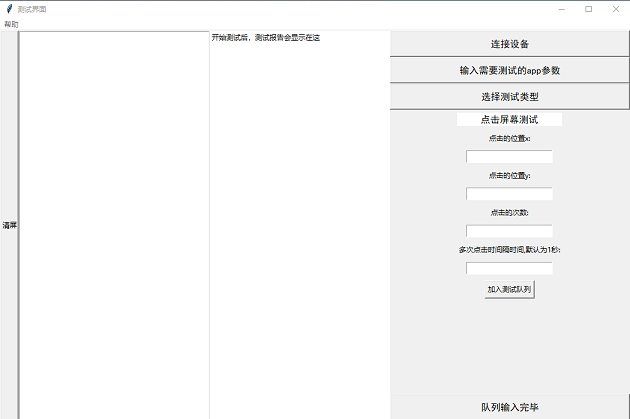 测试界面
帮助
清屏
开始测试后，测试报告会显示在这
连接设备
输入需要测试的app参数
选择测试类型
点击屏幕测试
点击的位置x:
点击的位置y:
点击的次数:
多次点击时间隔时间,默认为1秒:
加入测试队列
队列输入完毕